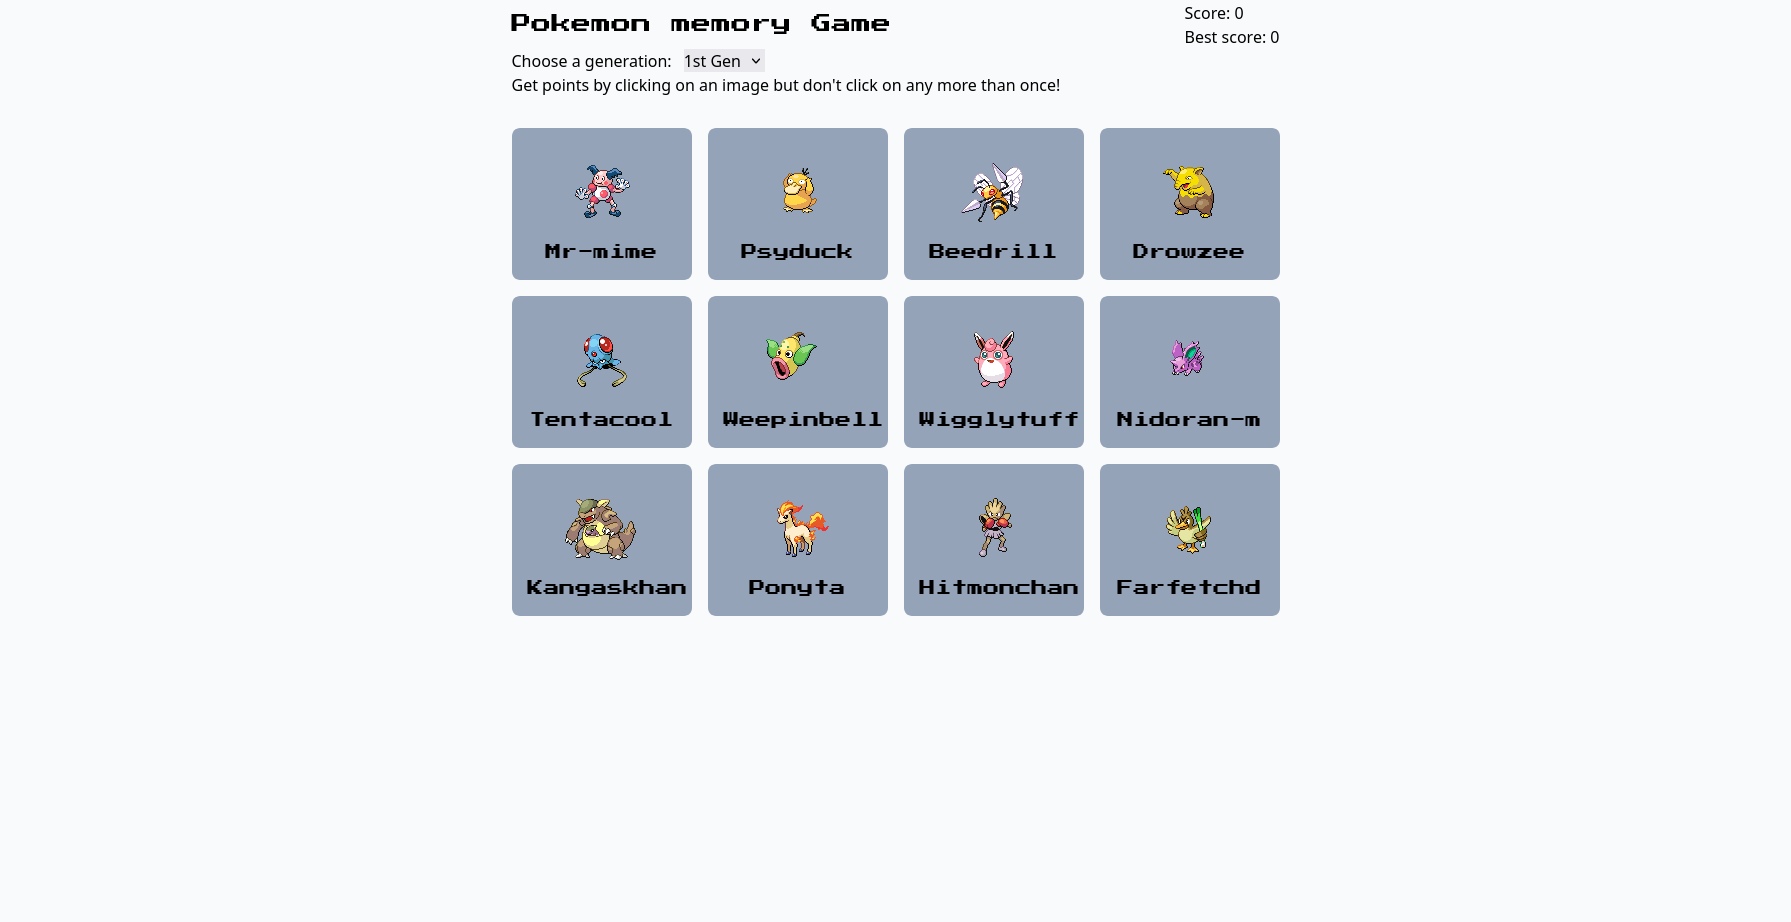 Pokemon memory Game
Score: 0
Best score: 0
Choose a generation: 1st Gen
Get points by clicking on an image but don't click on any more than once!
Mr-mime
Psyduck
Beedrill
Drowzee
Tentacool
Weepinbell
Wigglytuff
Nidoran-m
Kangaskhan
Ponyta
Hitmonchan
Farfetchd